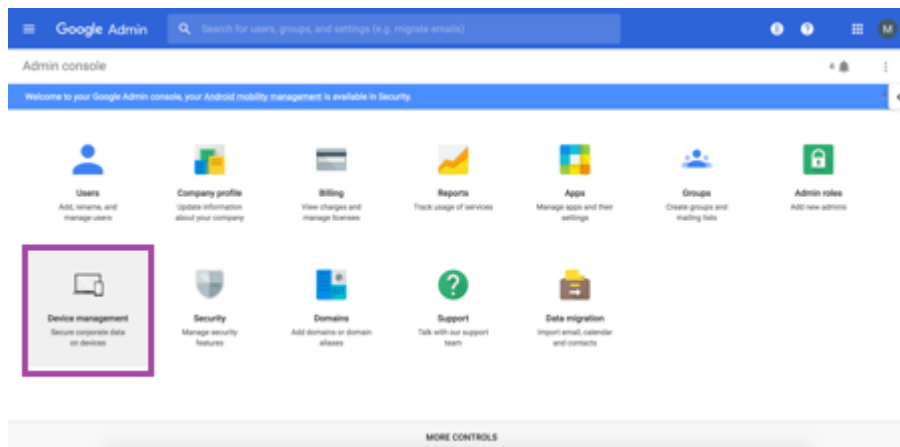 Google Admin
Search for users, groups, and settings (e.g. migrate emails)
M
Admin console
4
Welcome to your Google Admin console, your Android mobility management is available in Security.
Users
Add, rename, and
manage users
Company profile
Update information
about your company
Billing
View charges and
manage licenses
Reports
Track usage of services
Apps
Manage apps and their
settings
Groups
Create groups and
mailing lists
Admin roles
Add new admins
Device management
Secure corporate data
on devices
Security
Manage security
features
Domains
Add domains or domain
aliases
Support
Talk with our support
team
Data migration
Import email, calendar
and contacts
MORE CONTROLS